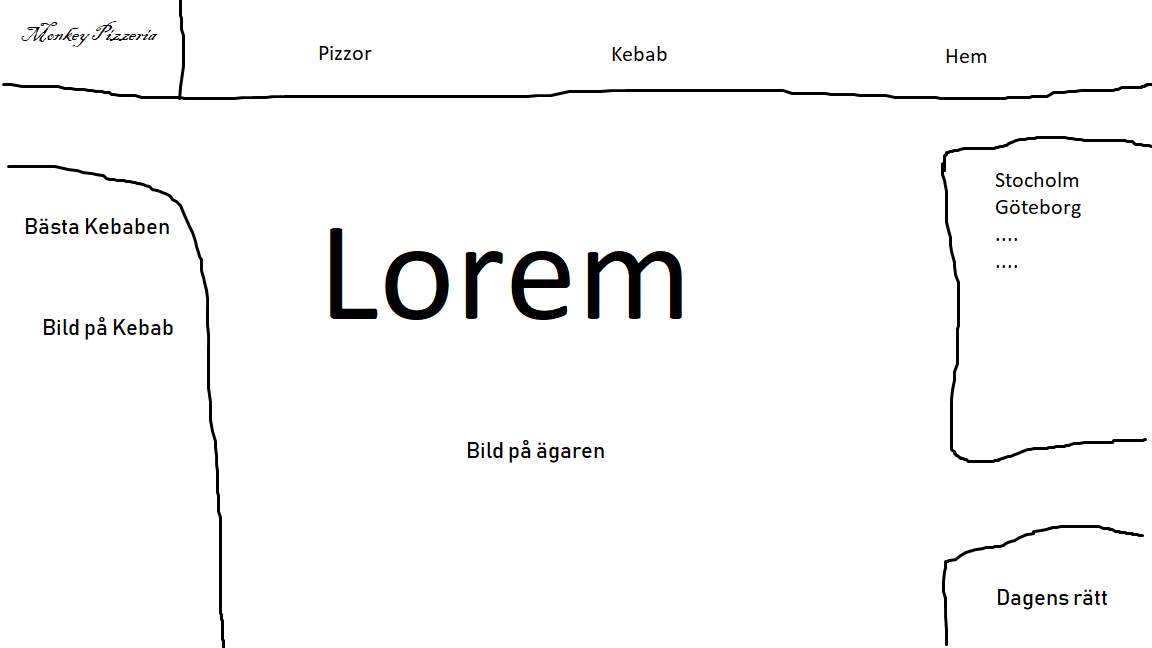 Monkey Pizzeria
Pizzor
Kebab
Hem
Bästa Kebaben
Bild på Kebab
Lorem
Bild på ägaren
Stocholm
Göteborg
....
....
Dagens rätt